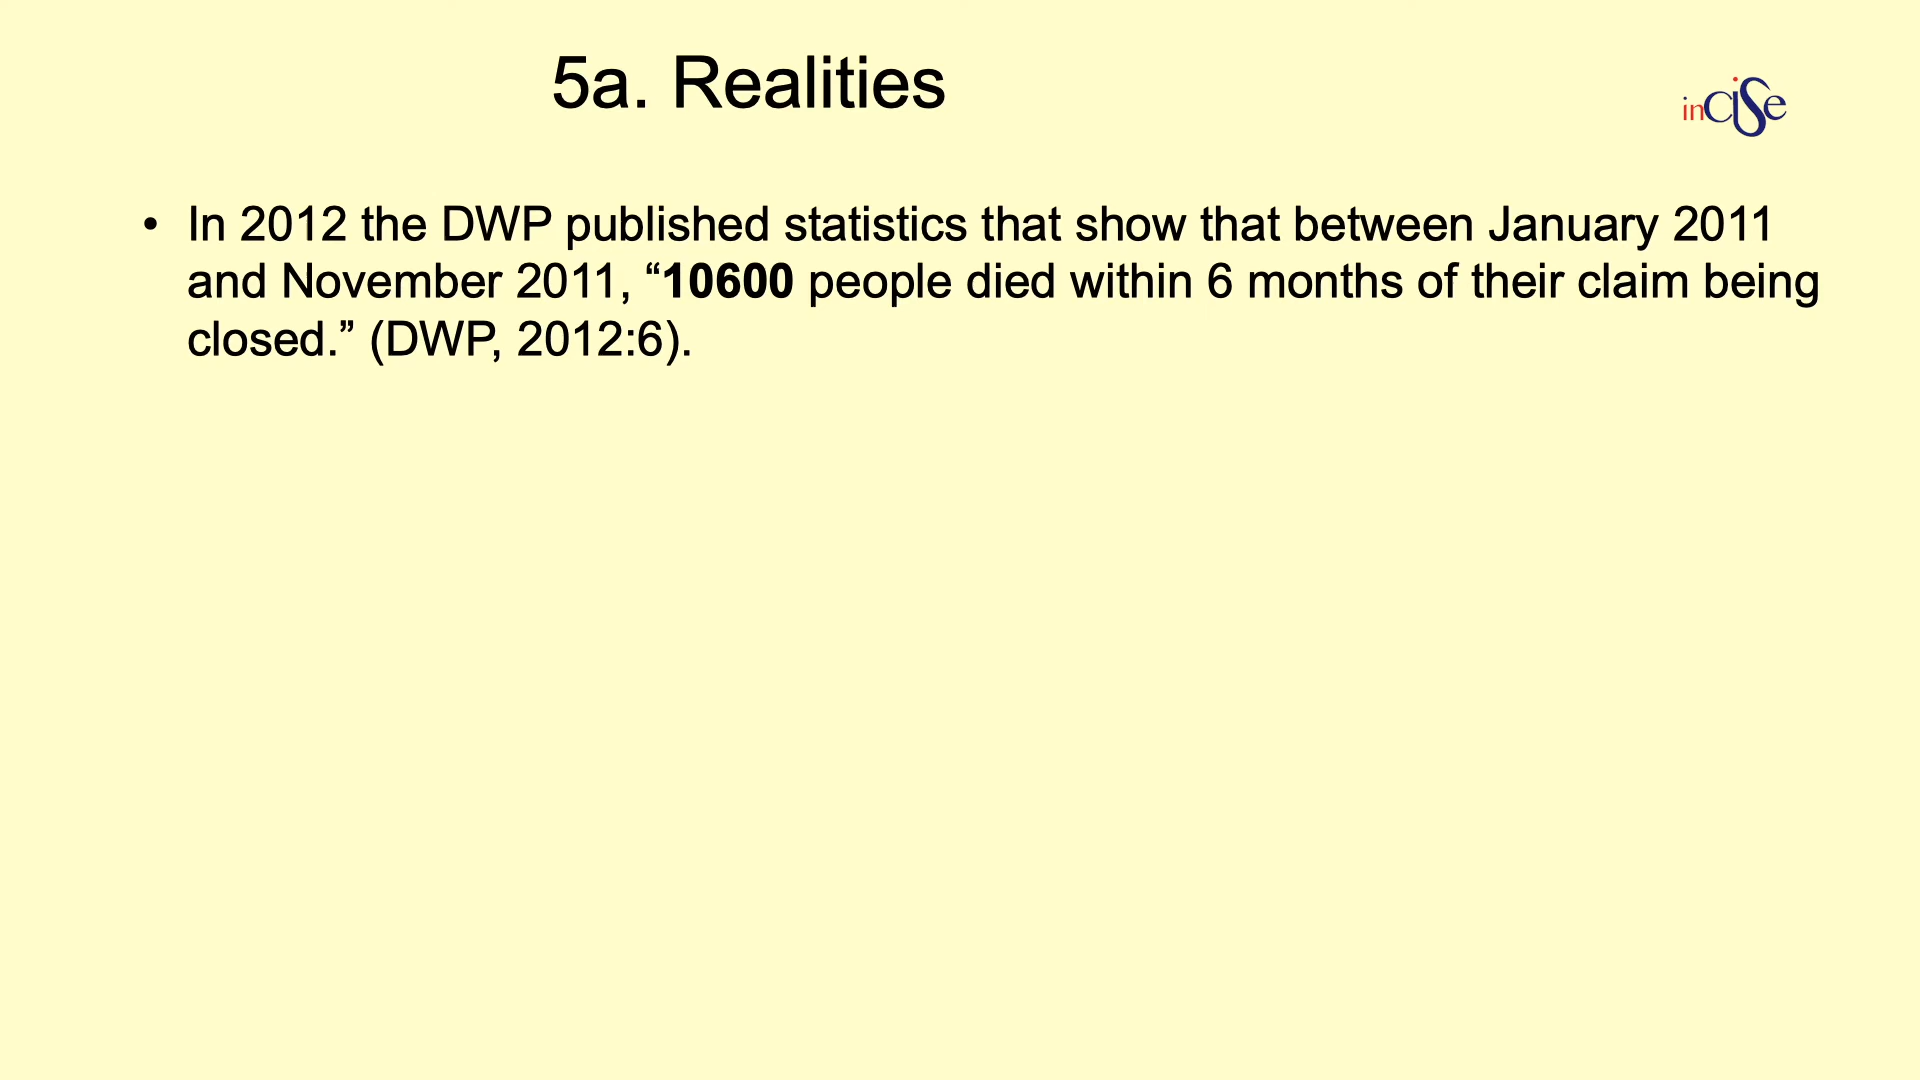 5a. Realities
inCiSe
• In 2012 the DWP published statistics that show that between January 2011
and November 2011, “10600 people died within 6 months of their claim being
closed.” (DWP, 2012:6).